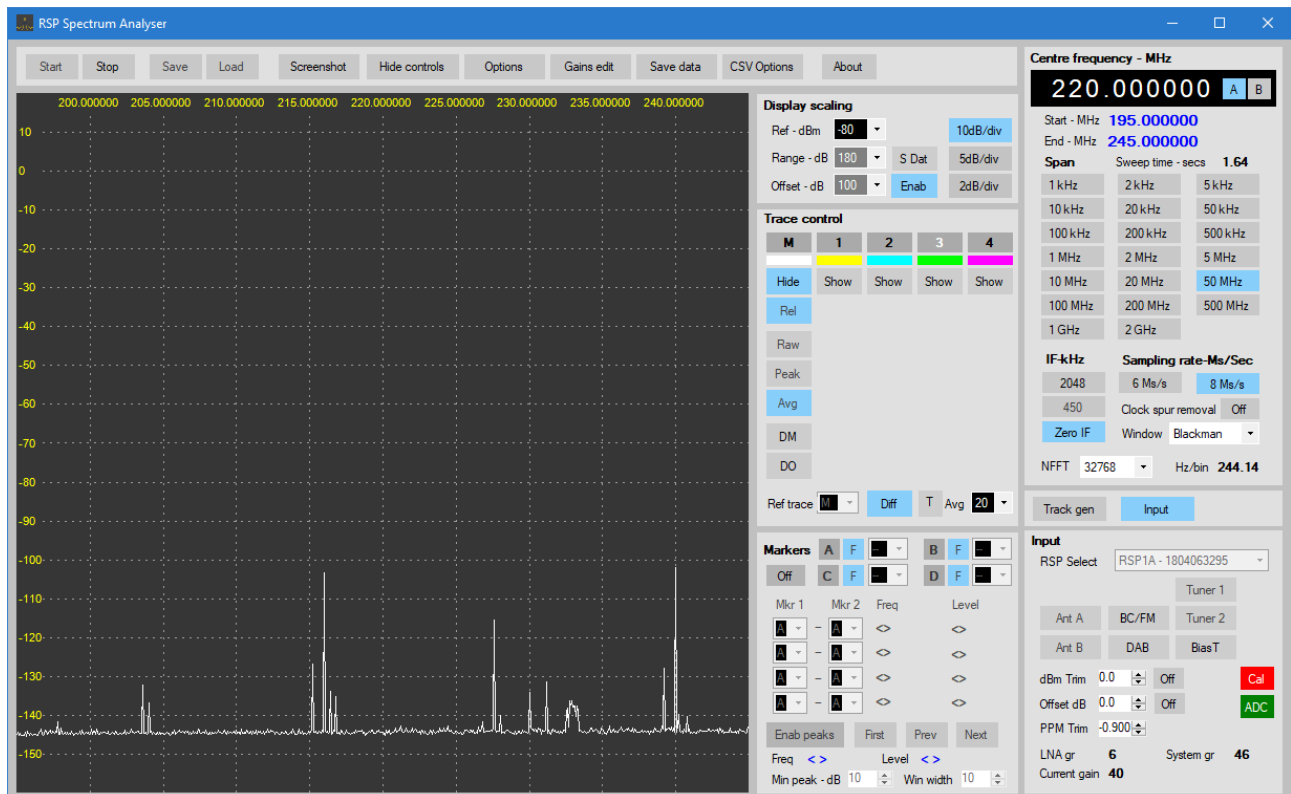 RSP Spectrum Analyser
Start Stop Save Load Screenshot Hide controls Options Gains edit Save data CSV Options About
200.000000 205.000000 210.000000 215.000000 220.000000 225.000000 230.000000 235.000000 240.000000
10
0
-10
-20
-30
-40
-50
-60
-70
-80
-90
-100
-110
-120
-130
-140
-150
Display scaling
Ref - dBm -80 10dB/div
Range - dB 180 S Dat 5dB/div
Offset - dB 100 Enab 2dB/div
Trace control
M 1 2 3 4
Hide Show Show Show Show
Rel
Raw
Peak
Avg
DM
DO
Ref trace M Diff T Avg 20
Markers A F – B F –
Off C F – D F –
Mkr 1 Mkr 2 Freq Level
A – A <> <>
A – A <> <>
A – A <> <>
A – A <> <>
Enab peaks First Prev Next
Freq < > Level < >
Min peak - dB 10 Win width 10
Centre frequency - MHz
220.000000 A B
Start - MHz 195.000000
End - MHz 245.000000
Span Sweep time - secs 1.64
1 kHz 2 kHz 5 kHz
10 kHz 20 kHz 50 kHz
100 kHz 200 kHz 500 kHz
1 MHz 2 MHz 5 MHz
10 MHz 20 MHz 50 MHz
100 MHz 200 MHz 500 MHz
1 GHz 2 GHz
IF-kHz Sampling rate-Ms/Sec
2048 6 Ms/s 8 Ms/s
450 Clock spur removal Off
Zero IF Window Blackman
NFFT 32768 Hz/bin 244.14
Track gen Input
Input
RSP Select RSP1A - 1804063295
Tuner 1
Ant A BC/FM Tuner 2
Ant B DAB BiasT
dBm Trim 0.0 Off Cal
Offset dB 0.0 Off ADC
PPM Trim -0.900
LNA gr 6 System gr 46
Current gain 40